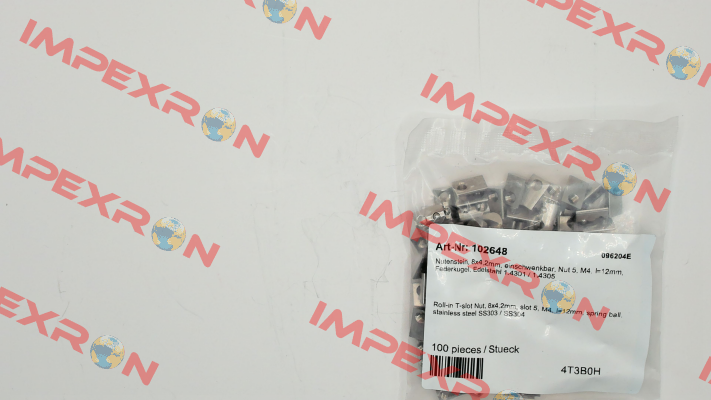 IMPEXRON
IMPEXRON
IMPEXRON
IMPEXRON
IMPEXRON
IMPEXRON
IMPEXRON
Art-Nr: 102648
096204E
Nutenstein, 8x4,2mm, einschwenkbar, Nut 5, M4, l=12mm,
Federkugel, Edelstahl 1.4301 / 1.4305
Roll-in T-slot Nut, 8x4,2mm, slot 5, M4, l=12mm, spring ball
stainless steel SS303 / SS304
100 pieces / Stueck
4T3B0H